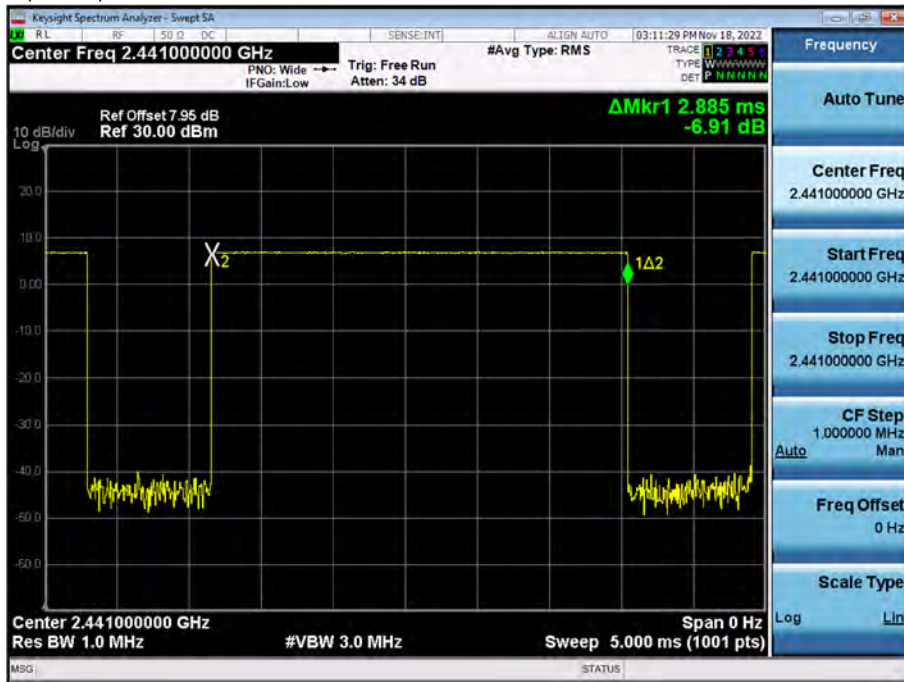 Keysight Spectrum Analyzer - Swept SA
RL RF 50 Ω DC SENSE:INT ALIGN AUTO 03:11:29 PM Nov 18, 2022
Center Freq 2.441000000 GHz
#Avg Type: RMS
TRACE 1 2 3 4 5 6
PNO: Wide
Trig: Free Run
TYPE WWWWWW
IFGain:Low
Atten: 34 dB
DET P NNNNN
ΔMkr1 2.885 ms
-6.91 dB
Ref Offset 7.95 dB
10 dB/div Ref 30.00 dBm
Log
20.0
10.0
0.00
-10.0
-20.0
-30.0
-40.0
-50.0
-60.0
X2
1Δ2
Center 2.441000000 GHz Span 0 Hz
Res BW 1.0 MHz #VBW 3.0 MHz Sweep 5.000 ms (1001 pts)
MSG STATUS
Frequency
Auto Tune
Center Freq
2.441000000 GHz
Start Freq
2.441000000 GHz
Stop Freq
2.441000000 GHz
CF Step
1.000000 MHz
Auto Man
Freq Offset
0 Hz
Scale Type
Log Lin